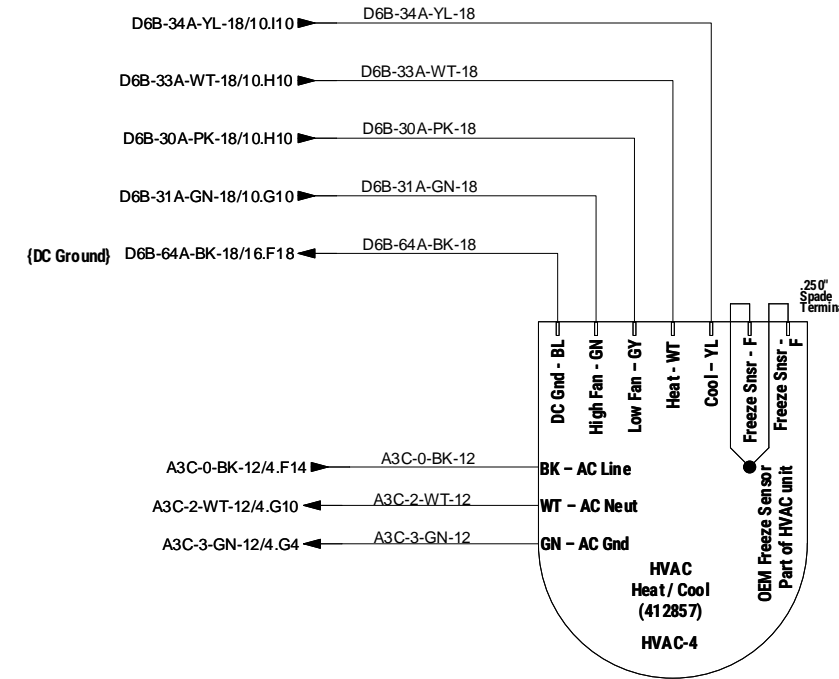 D6B-34A-YL-18/10.I10 D6B-34A-YL-18
D6B-33A-WT-18/10.H10 D6B-33A-WT-18
D6B-30A-PK-18/10.H10 D6B-30A-PK-18
D6B-31A-GN-18/10.G10 D6B-31A-GN-18
{DC Ground} D6B-64A-BK-18/16.F18 D6B-64A-BK-18
.250"
Spade
Termin
DC Gnd - BL
High Fan - GN
Low Fan - GY
Heat - WT
Cool - YL
Freeze Snsr - F
Freeze Snsr -
F
A3C-0-BK-12/4.F14 A3C-0-BK-12 BK - AC Line
A3C-2-WT-12/4.G10 A3C-2-WT-12 WT - AC Neut
A3C-3-GN-12/4.G4 A3C-3-GN-12 GN - AC Gnd
OEM Freeze Sensor
Part of HVAC unit
HVAC
Heat / Cool
(412857)
HVAC-4